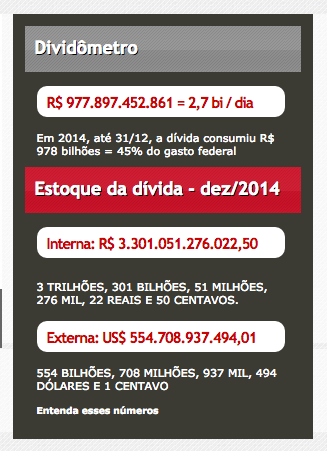 Dividômetro
R$ 977.897.452.861 = 2,7 bi / dia
Em 2014, até 31/12, a dívida consumiu R$
978 bilhões = 45% do gasto federal
Estoque da dívida - dez/2014
Interna: R$ 3.301.051.276.022,50
3 TRILHÕES, 301 BILHÕES, 51 MILHÕES,
276 MIL, 22 REAIS E 50 CENTAVOS.
Externa: US$ 554.708.937.494,01
554 BILHÕES, 708 MILHÕES, 937 MIL, 494
DÓLARES E 1 CENTAVO
Entenda esses números